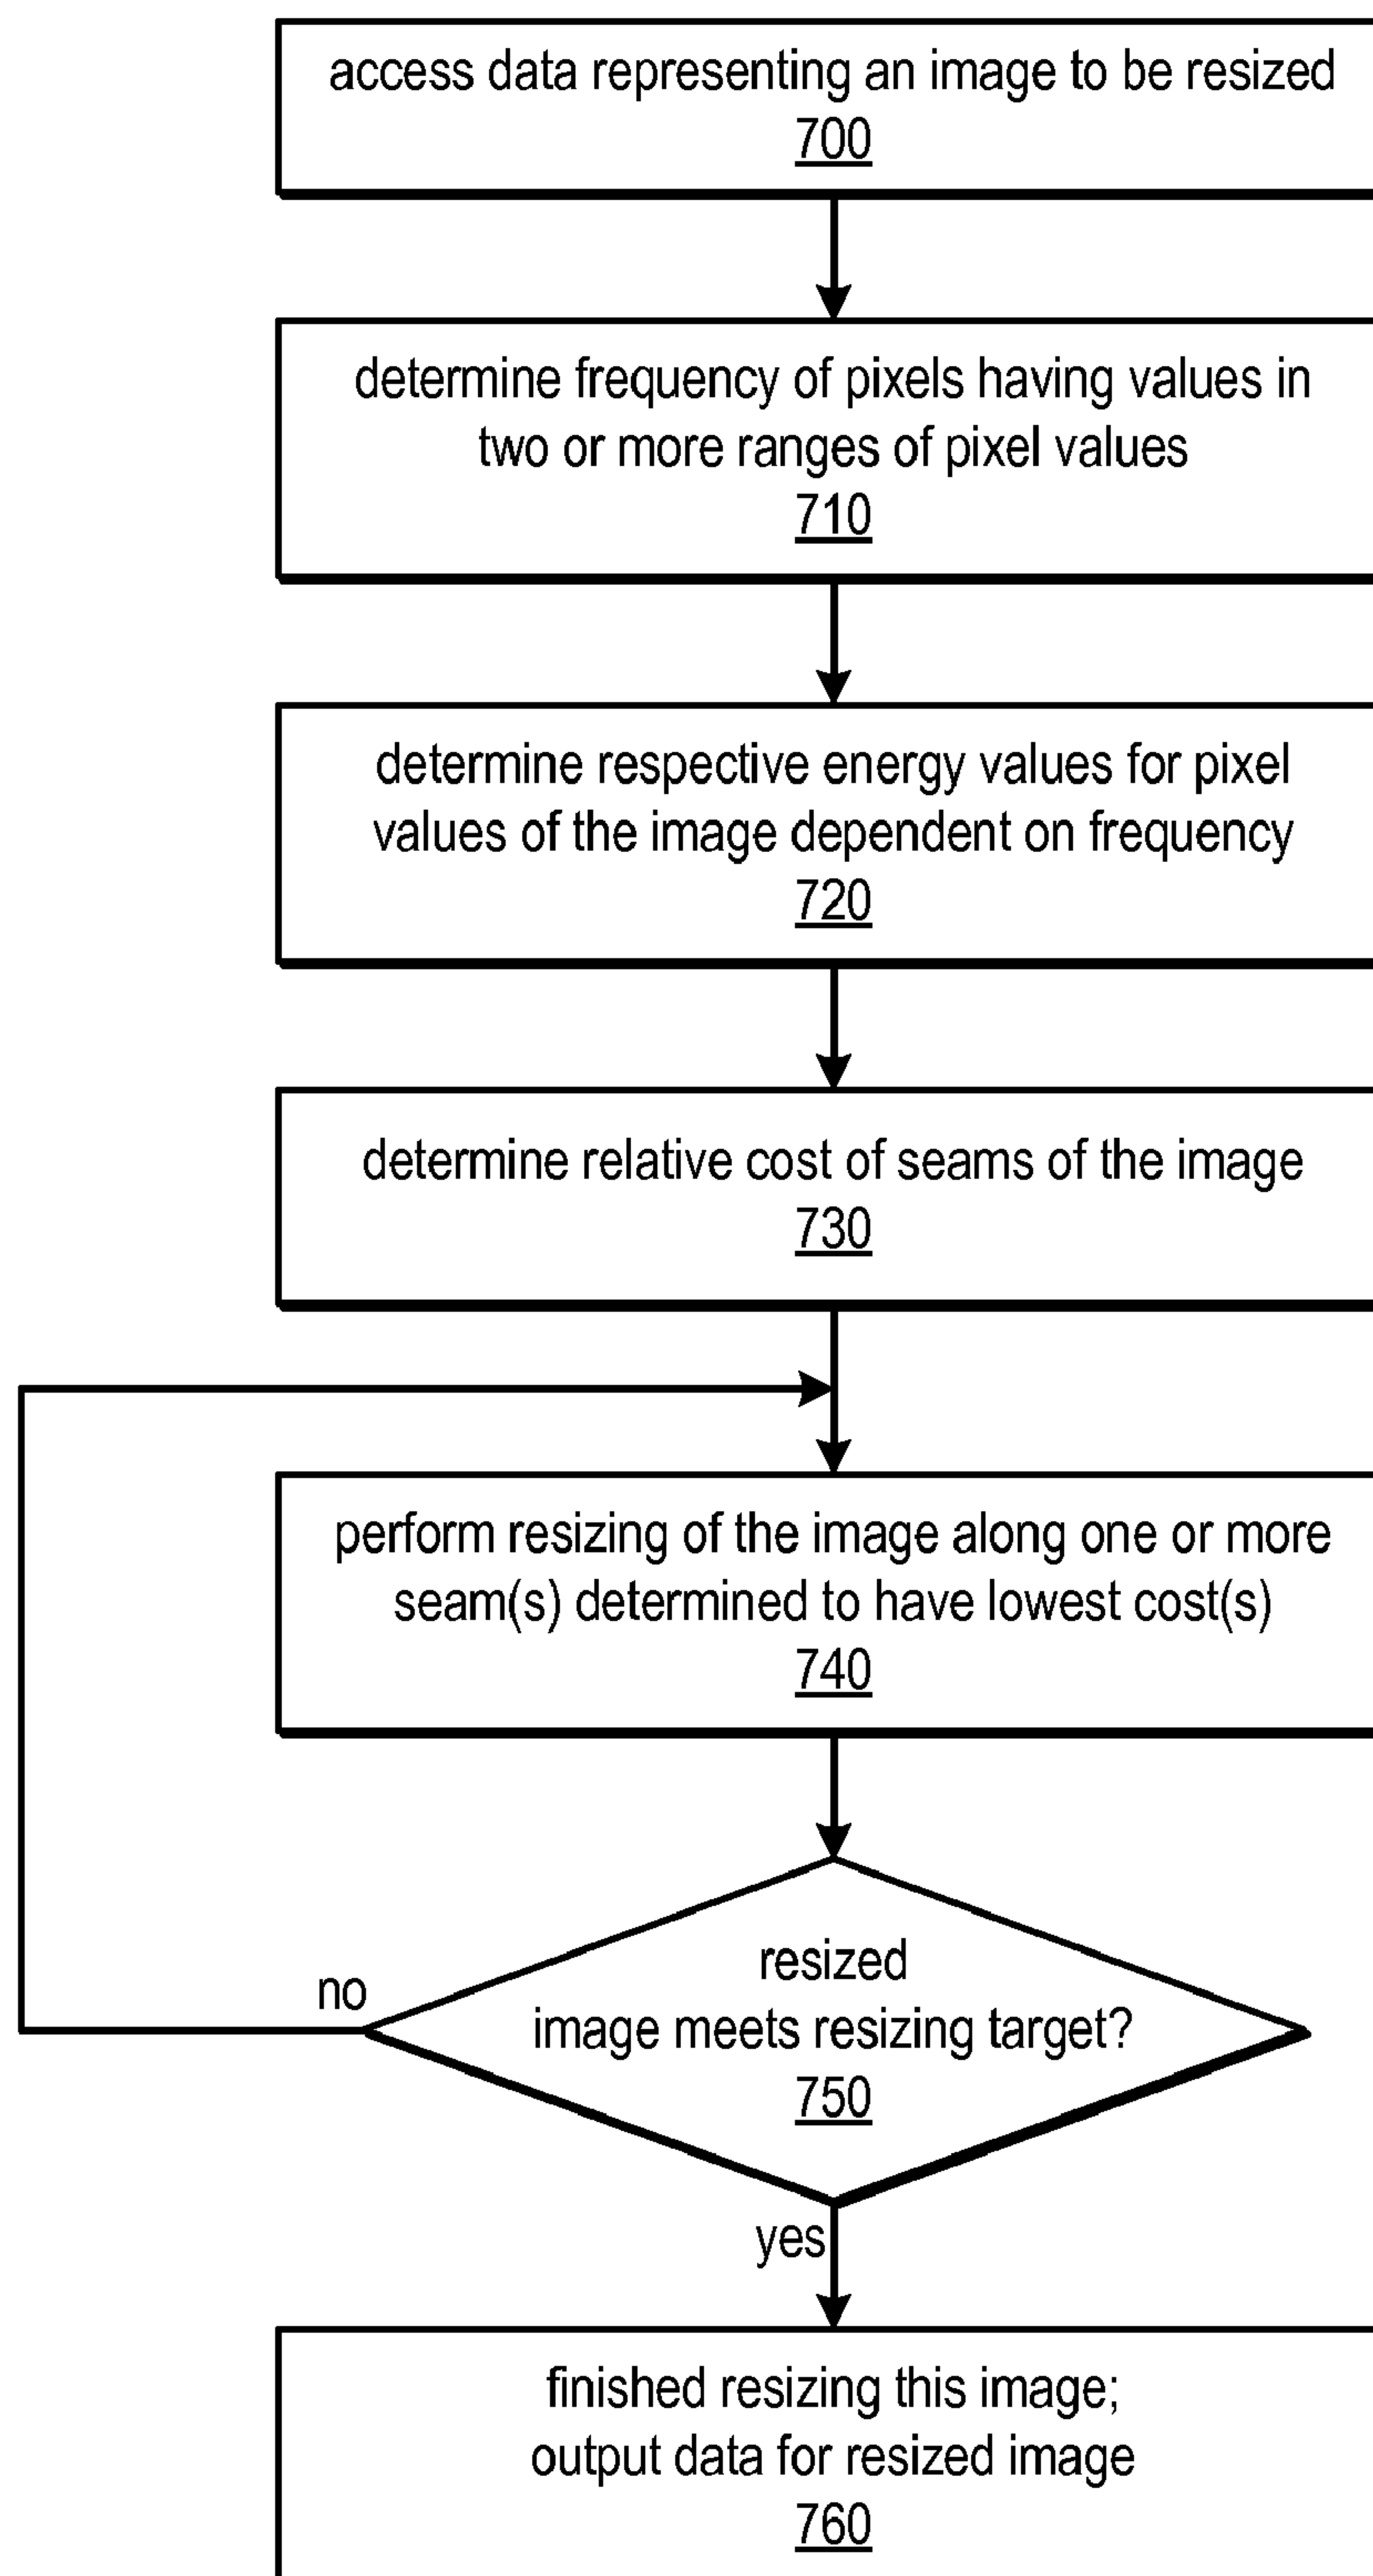 access data representing an image to be resized
700
determine frequency of pixels having values in
two or more ranges of pixel values
710
determine respective energy values for pixel
values of the image dependent on frequency
720
determine relative cost of seams of the image
730
perform resizing of the image along one or more
seam(s) determined to have lowest cost(s)
740
resized
image meets resizing target?
750
no
yes
finished resizing this image;
output data for resized image
760